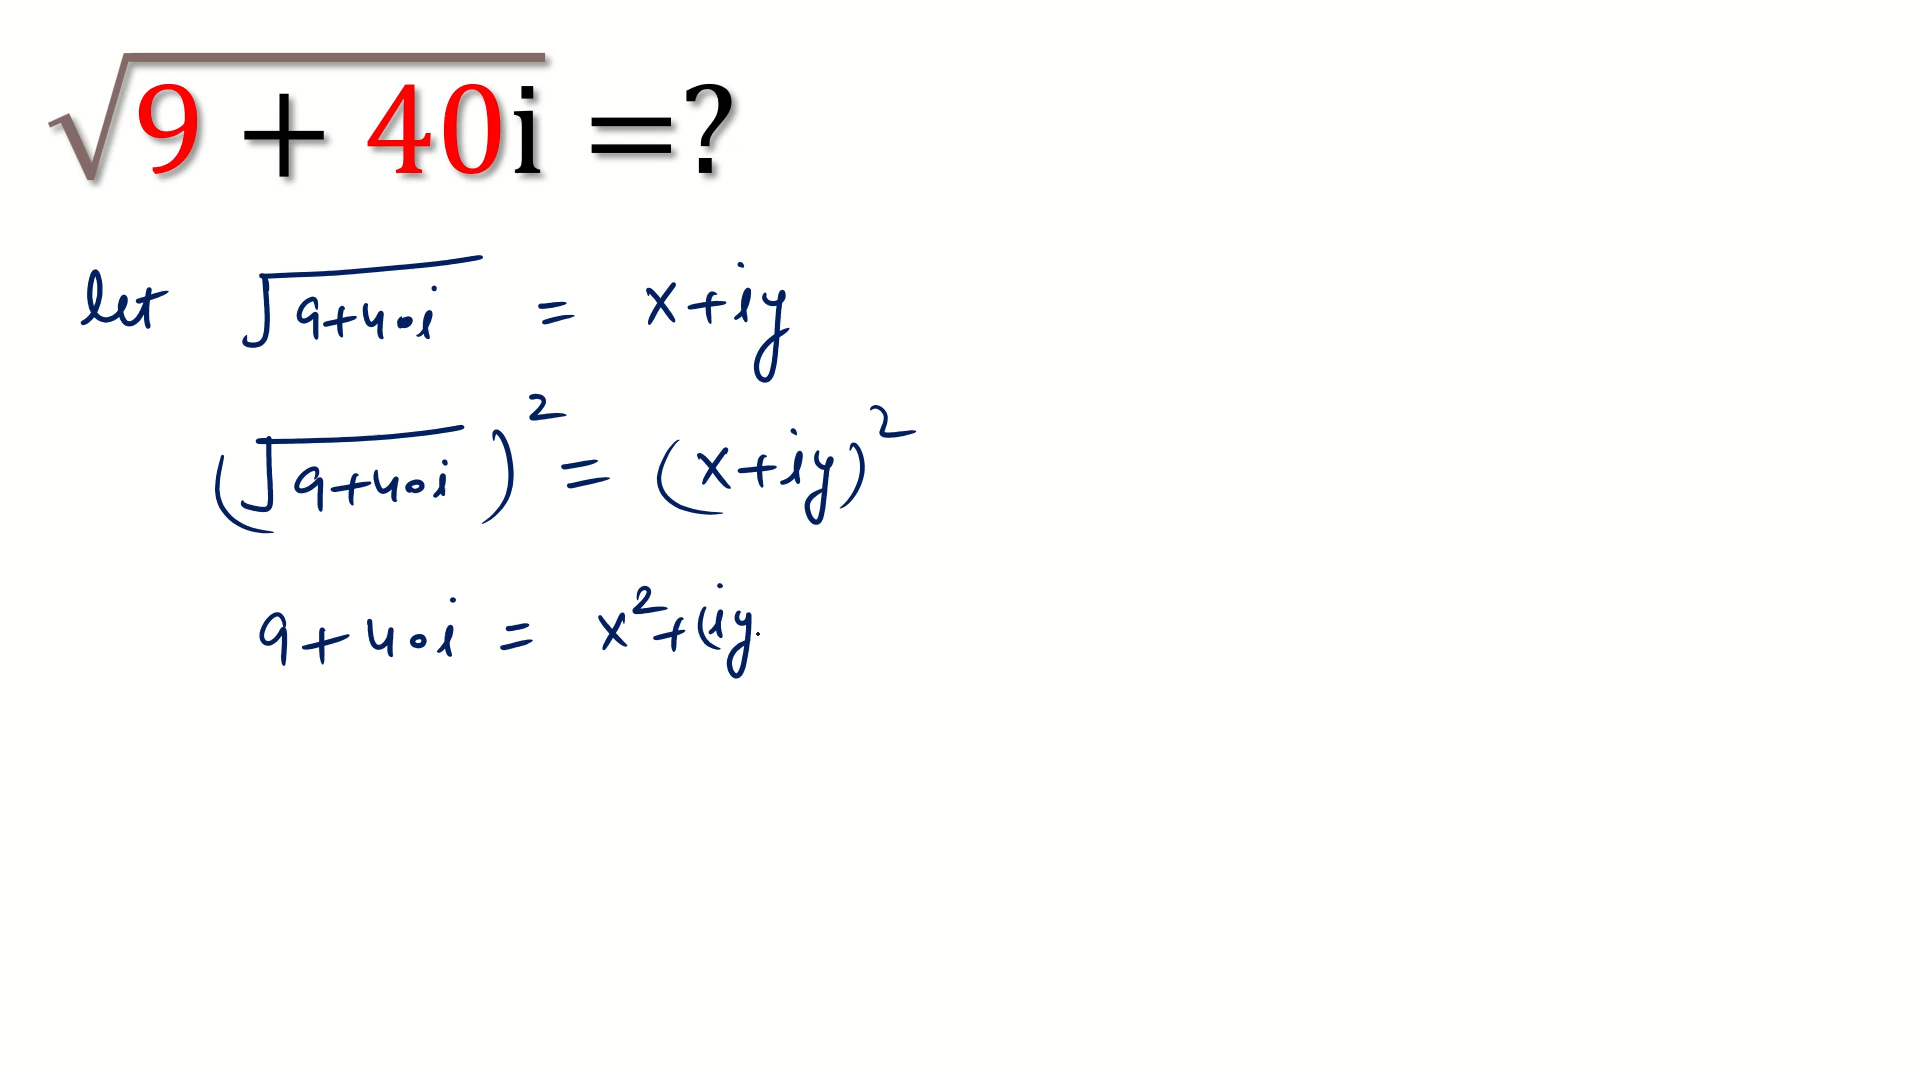 √9 + 40i =?
let √9+40i = x+iy
(√9+40i)² = (x+iy)²
9+40i = x²+(iy